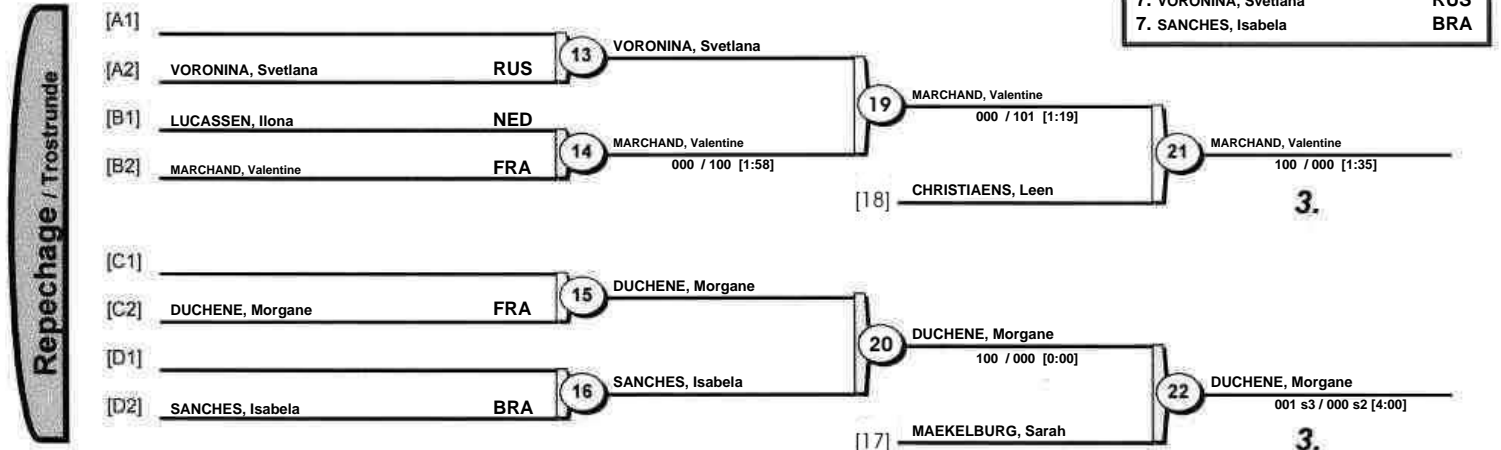 7. VORONINA, Svetlana RUS
7. SANCHES, Isabela BRA
Repechage / Trostrunde
[A1]
[A2] VORONINA, Svetlana RUS
13 VORONINA, Svetlana
[B1] LUCASSEN, Ilona NED
[B2] MARCHAND, Valentine FRA
14 MARCHAND, Valentine
000 / 100 [1:58]
19 MARCHAND, Valentine
000 / 101 [1:19]
[18] CHRISTIAENS, Leen
21 MARCHAND, Valentine
100 / 000 [1:35]
3.
[C1]
[C2] DUCHENE, Morgane FRA
15 DUCHENE, Morgane
[D1]
[D2] SANCHES, Isabela BRA
16 SANCHES, Isabela
20 DUCHENE, Morgane
100 / 000 [0:00]
[17] MAEKELBURG, Sarah
22 DUCHENE, Morgane
001 s3 / 000 s2 [4:00]
3.